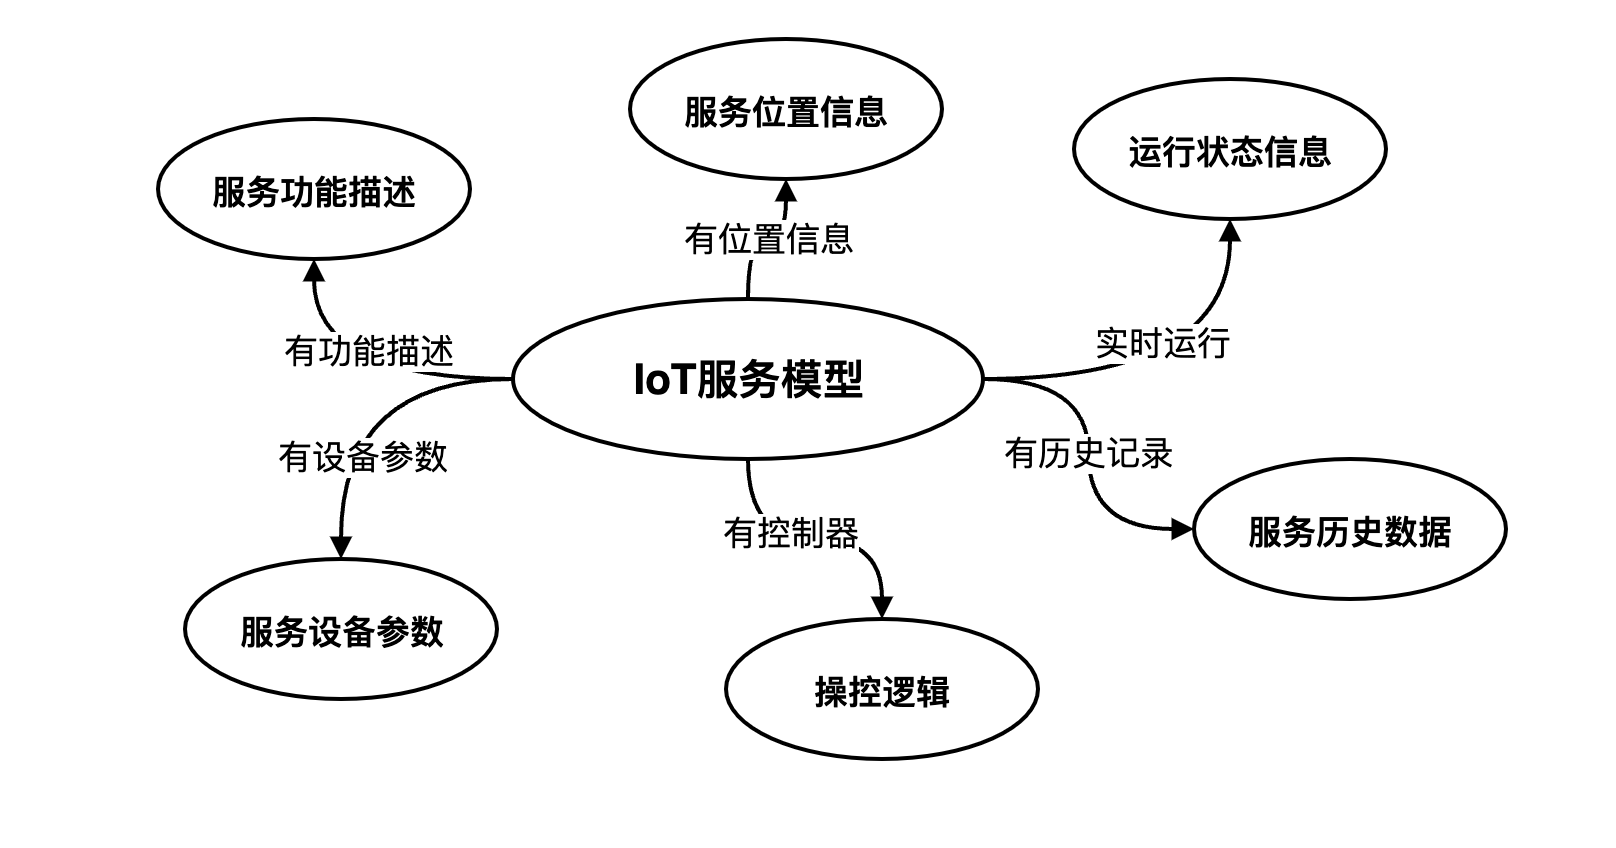 服务位置信息
运行状态信息
服务功能描述
有位置信息
实时运行
有功能描述
IoT服务模型
有历史记录
有设备参数
有控制器
服务历史数据
服务设备参数
操控逻辑